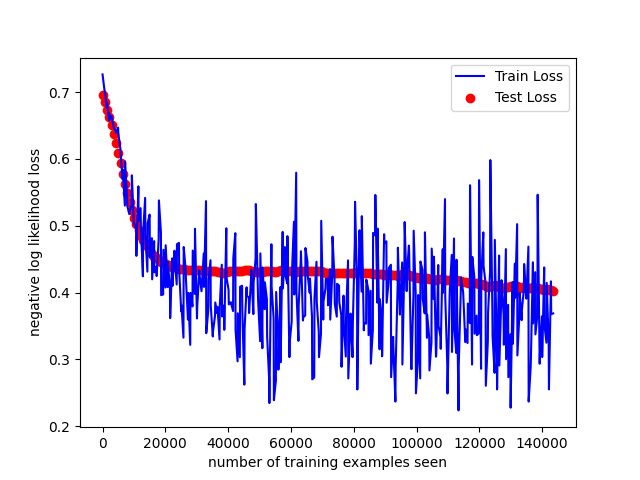 Train Loss
Test Loss
negative log likelihood loss
0.7
0.6
0.5
0.4
0.3
0.2
0 20000 40000 60000 80000 100000 120000 140000
number of training examples seen